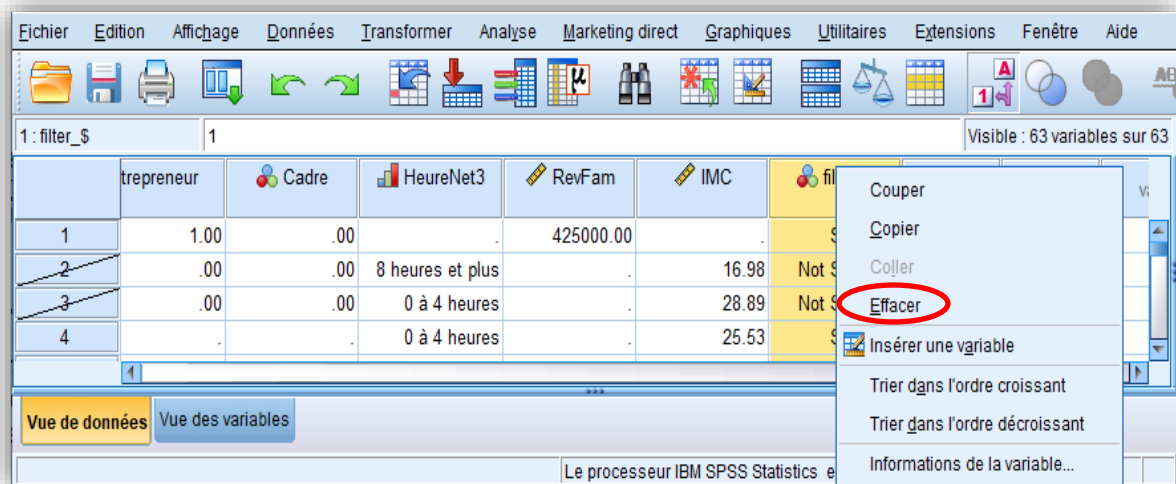 Fichier Edition Affichage Données Transformer Analyse Marketing direct Graphiques Utilitaires Extensions Fenêtre Aide
A
1
1 : filter_$ 1 Visible : 63 variables sur 63
trepreneur Cadre HeureNet3 RevFam IMC fil
1 1.00 .00 . 425000.00 . S
2 .00 .00 8 heures et plus . 16.98 Not S
3 .00 .00 0 à 4 heures . 28.89 Not S
4 . . 0 à 4 heures . 25.53 S
Couper
Copier
Coller
Effacer
Insérer une variable
Trier dans l'ordre croissant
Trier dans l'ordre décroissant
Informations de la variable...
Vue de données Vue des variables
Le processeur IBM SPSS Statistics e